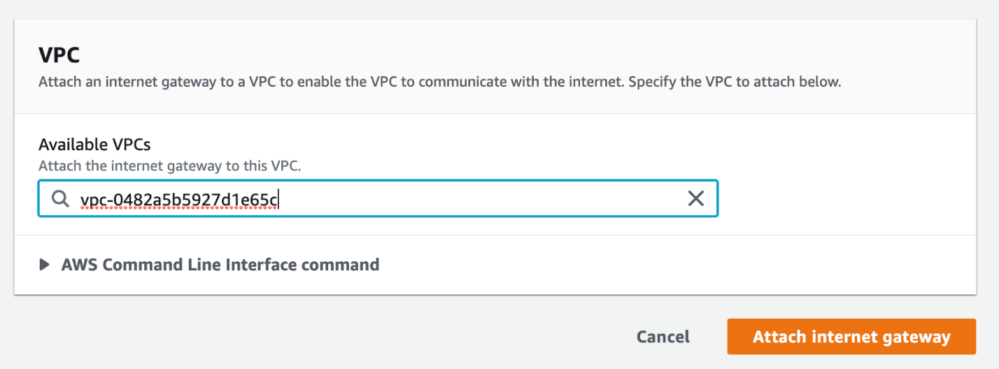 VPC
Attach an internet gateway to a VPC to enable the VPC to communicate with the internet. Specify the VPC to attach below.
Available VPCs
Attach the internet gateway to this VPC.
vpc-0482a5b5927d1e65c
AWS Command Line Interface command
Cancel
Attach internet gateway